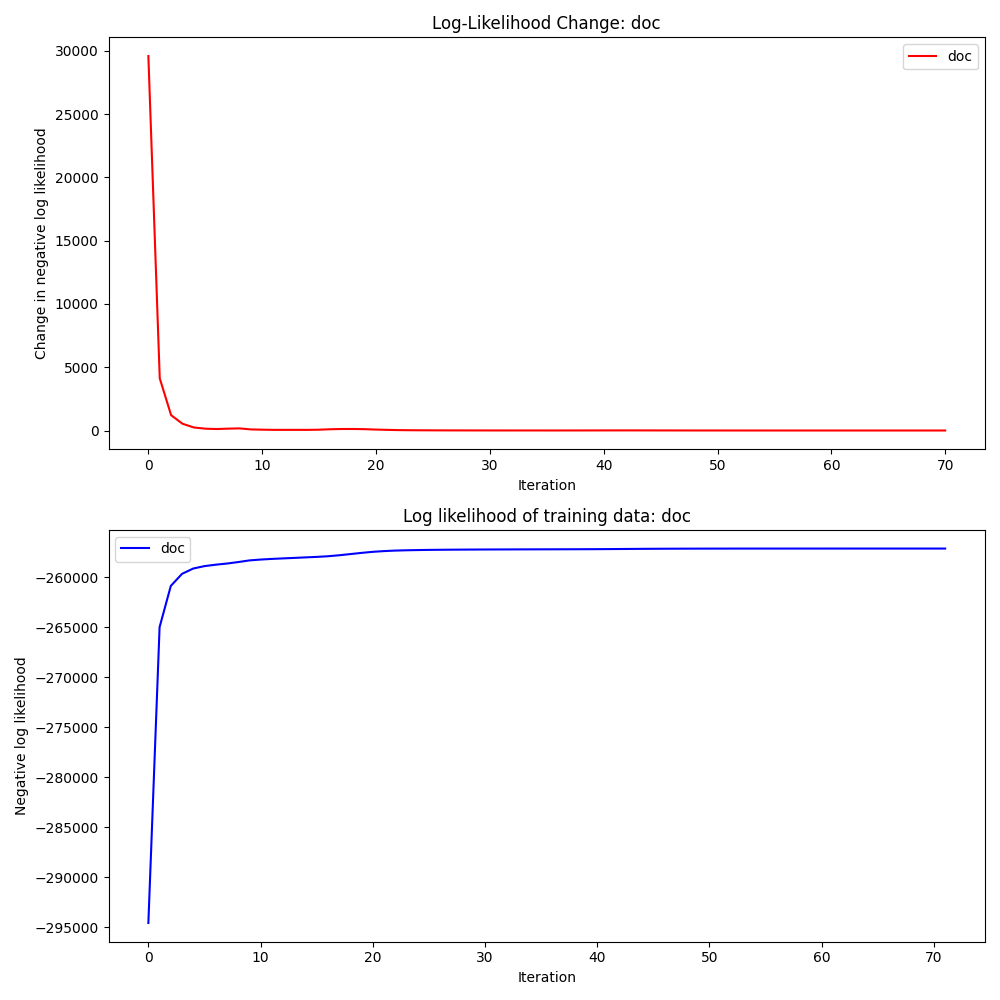 Log-Likelihood Change: doc
doc
Change in negative log likelihood
30000
25000
20000
15000
10000
5000
0
0 10 20 30 40 50 60 70
Iteration
Log likelihood of training data: doc
doc
Negative log likelihood
−260000
−265000
−270000
−275000
−280000
−285000
−290000
−295000
0 10 20 30 40 50 60 70
Iteration